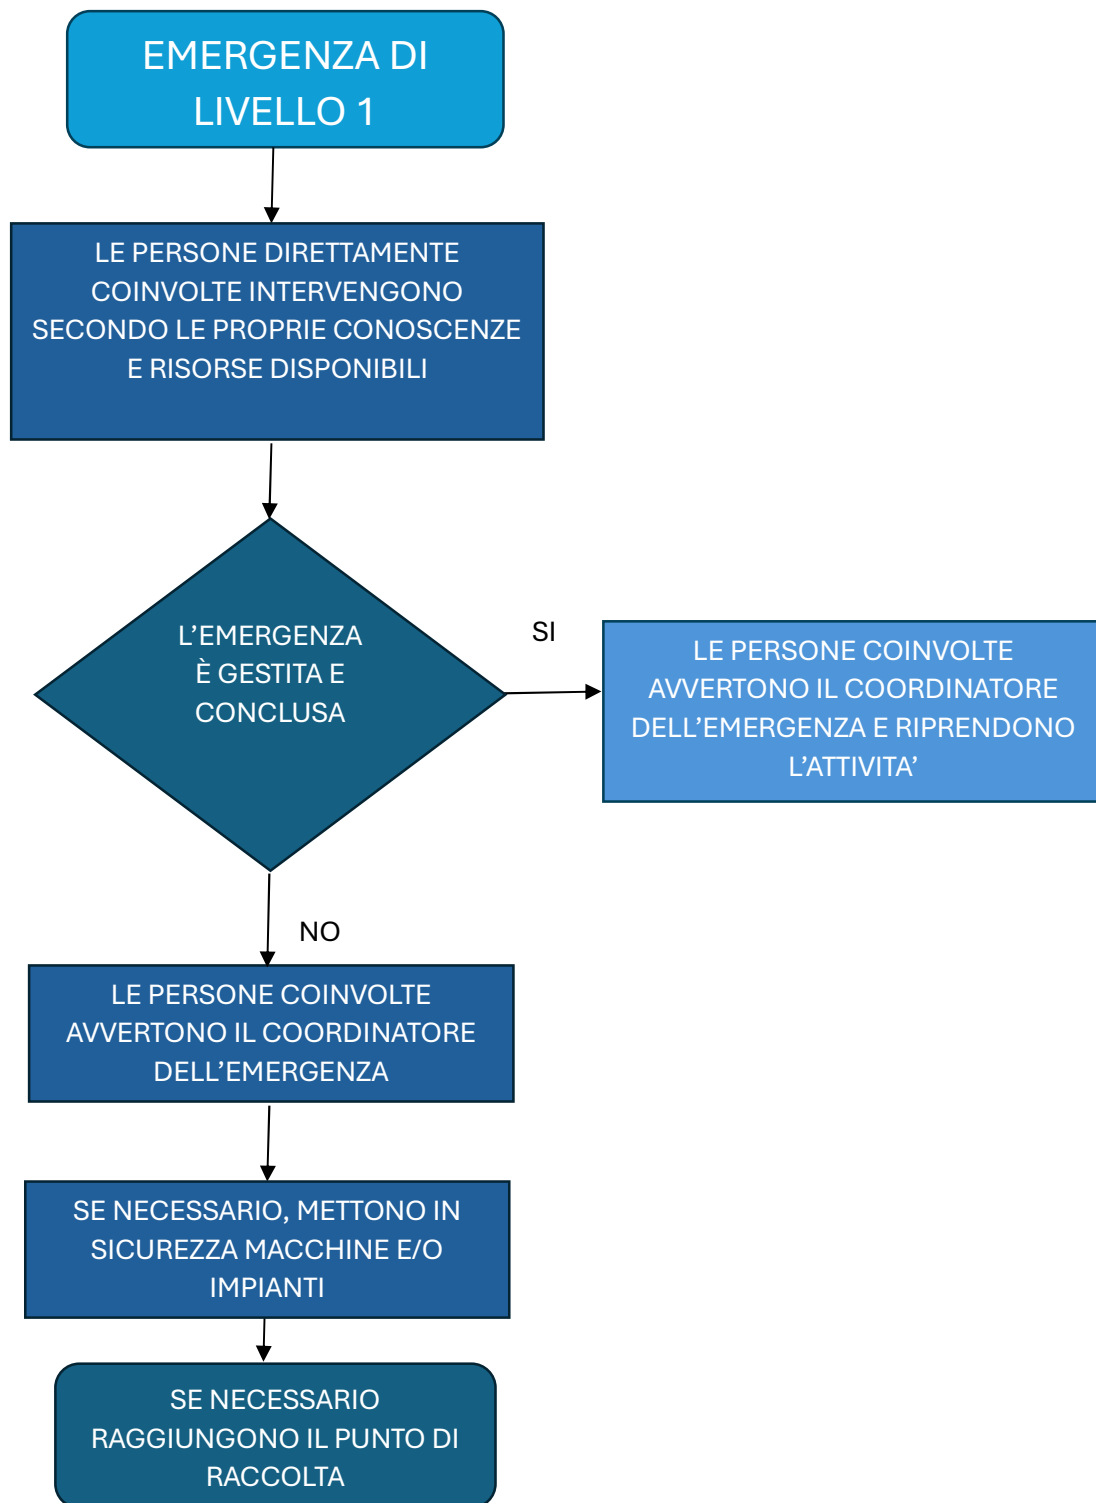 EMERGENZA DI
LIVELLO 1
LE PERSONE DIRETTAMENTE
COINVOLTE INTERVENGONO
SECONDO LE PROPRIE CONOSCENZE
E RISORSE DISPONIBILI
L’EMERGENZA
È GESTITA E
CONCLUSA
SI
LE PERSONE COINVOLTE
AVVERTONO IL COORDINATORE
DELL’EMERGENZA E RIPRENDONO
L’ATTIVITA’
NO
LE PERSONE COINVOLTE
AVVERTONO IL COORDINATORE
DELL’EMERGENZA
SE NECESSARIO, METTONO IN
SICUREZZA MACCHINE E/O
IMPIANTI
SE NECESSARIO
RAGGIUNGONO IL PUNTO DI
RACCOLTA